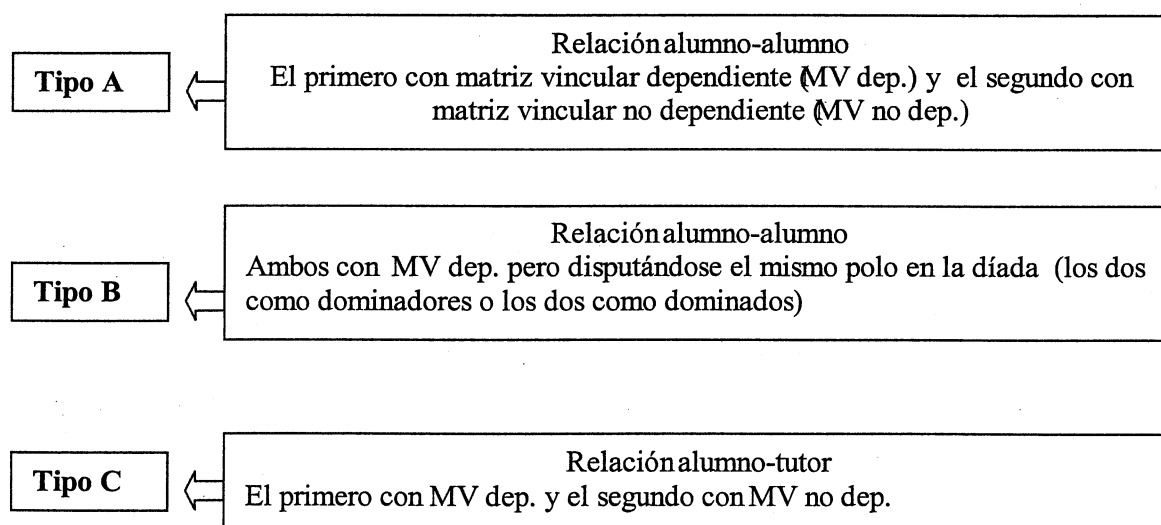 Tipo A
Relación alumno-alumno
El primero con matriz vincular dependiente (MV dep.) y el segundo con
matriz vincular no dependiente (MV no dep.)
Tipo B
Relación alumno-alumno
Ambos con MV dep. pero disputándose el mismo polo en la díada (los dos
como dominadores o los dos como dominados)
Tipo C
Relación alumno-tutor
El primero con MV dep. y el segundo con MV no dep.